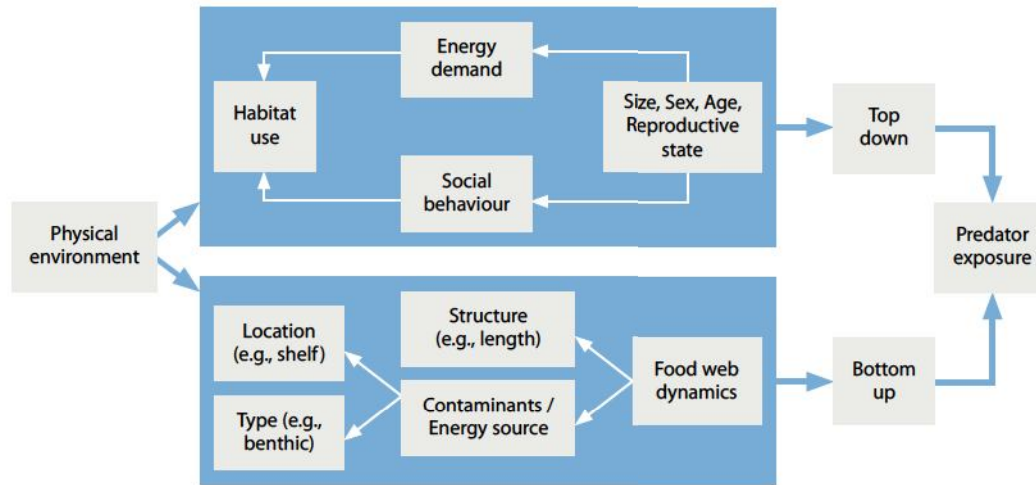 Energy
demand
Habitat
use
Size, Sex, Age,
Reproductive
state
Top
down
Social
behaviour
Physical
environment
Predator
exposure
Location
(e.g., shelf)
Structure
(e.g., length)
Food web
dynamics
Bottom
up
Type (e.g.,
benthic)
Contaminants /
Energy source